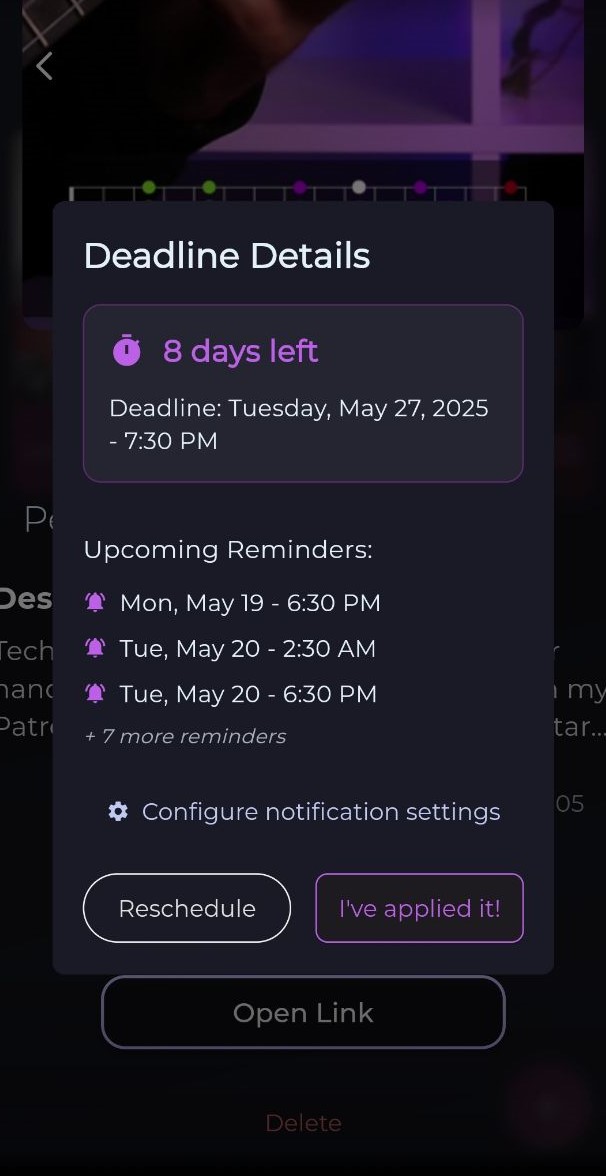 Deadline Details
8 days left
Deadline: Tuesday, May 27, 2025
- 7:30 PM
Upcoming Reminders:
Mon, May 19 - 6:30 PM
Tue, May 20 - 2:30 AM
Tue, May 20 - 6:30 PM
+ 7 more reminders
Configure notification settings
Reschedule
I've applied it!
Open Link
Delete